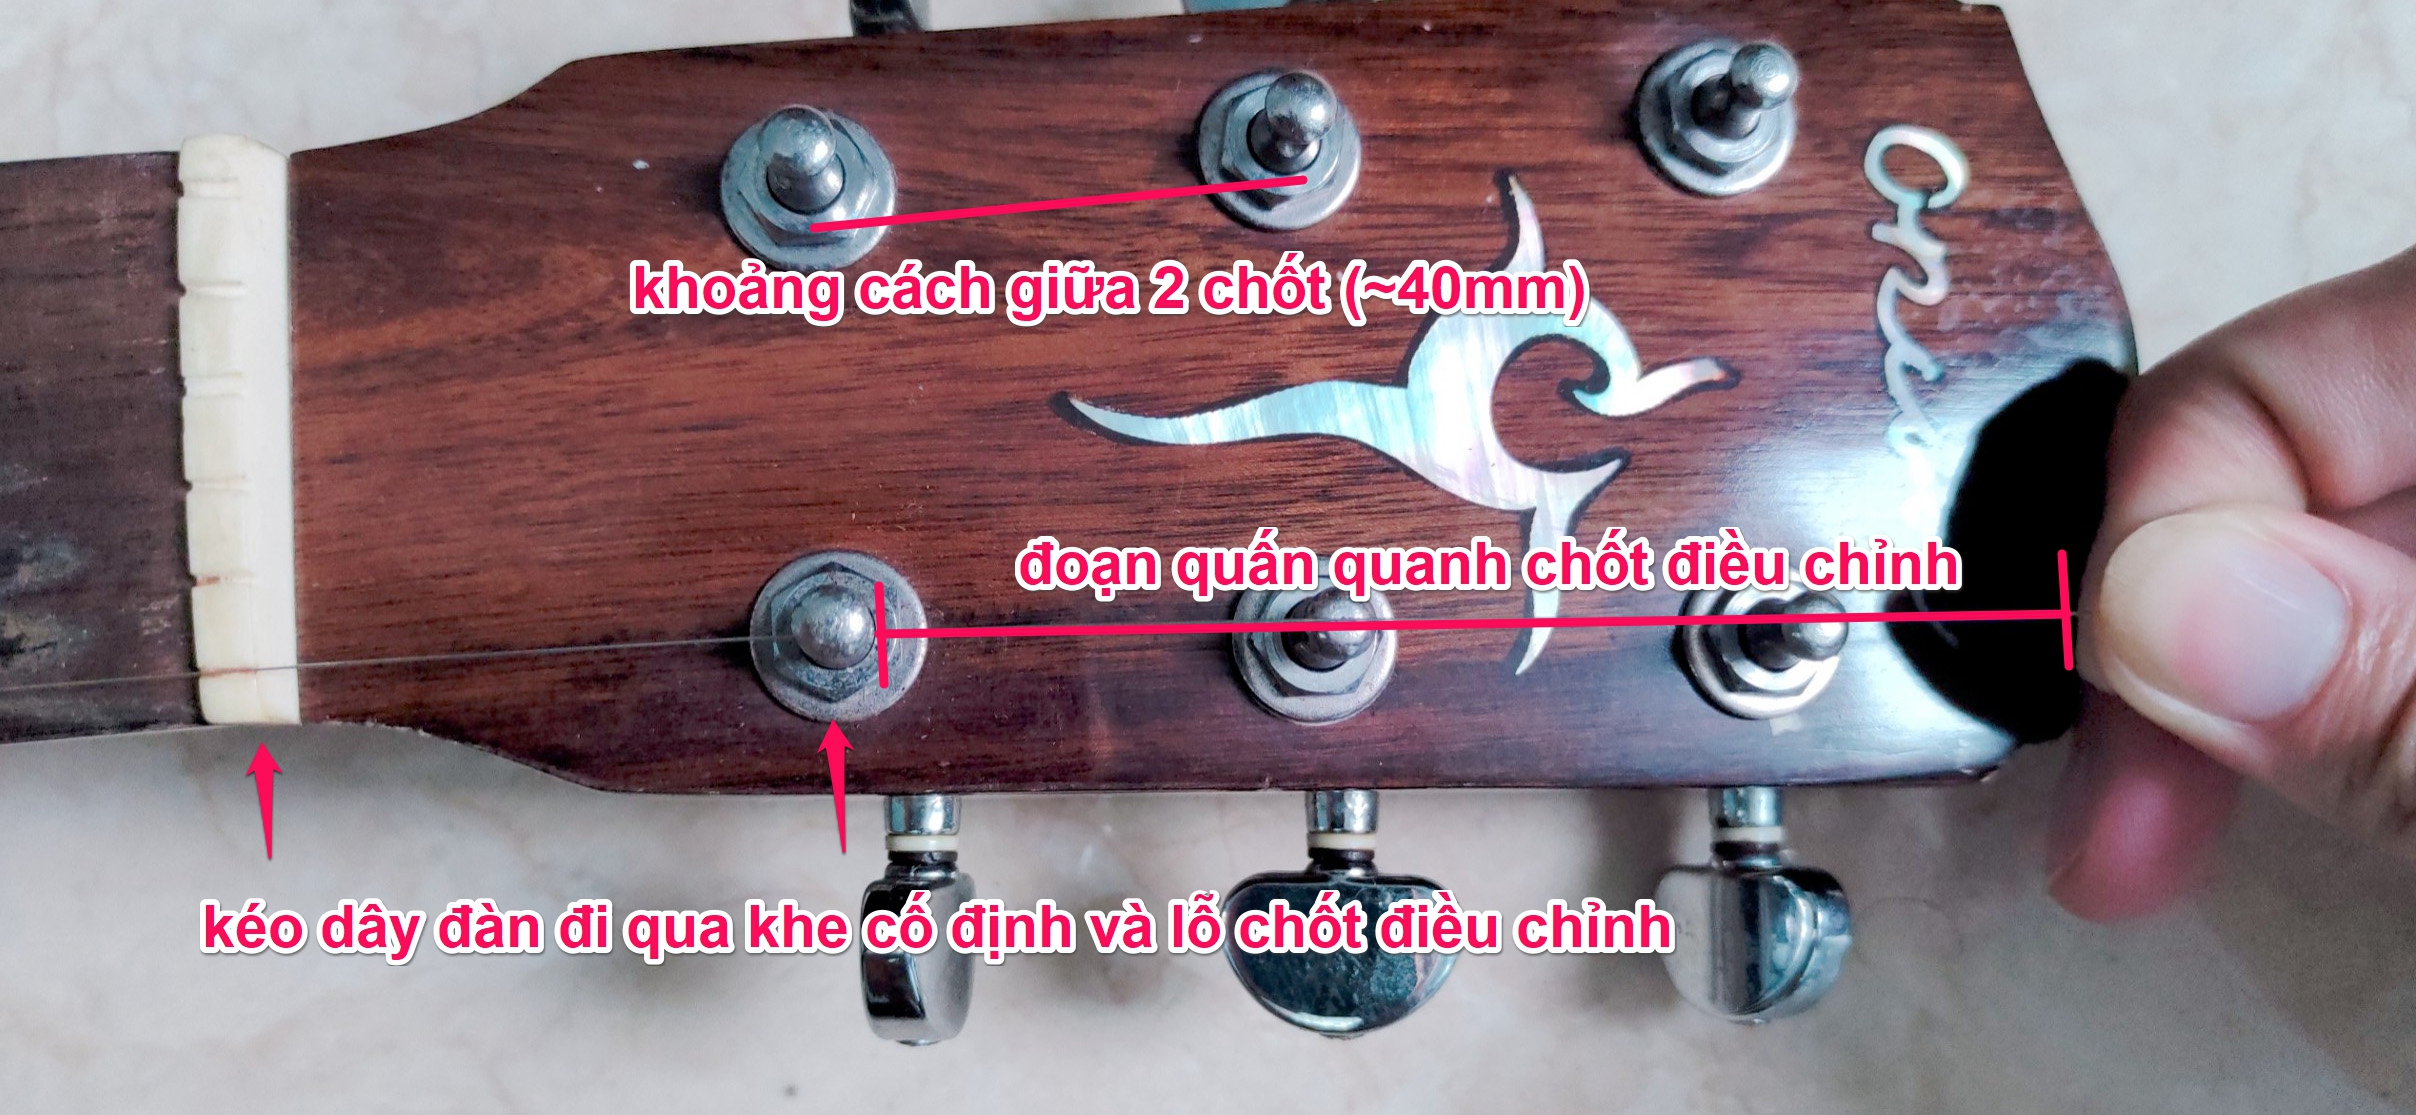 khoảng cách giữa 2 chốt (~40mm)
đoạn quấn quanh chốt điều chỉnh
kéo dây đàn đi qua khe cố định và lỗ chốt điều chỉnh